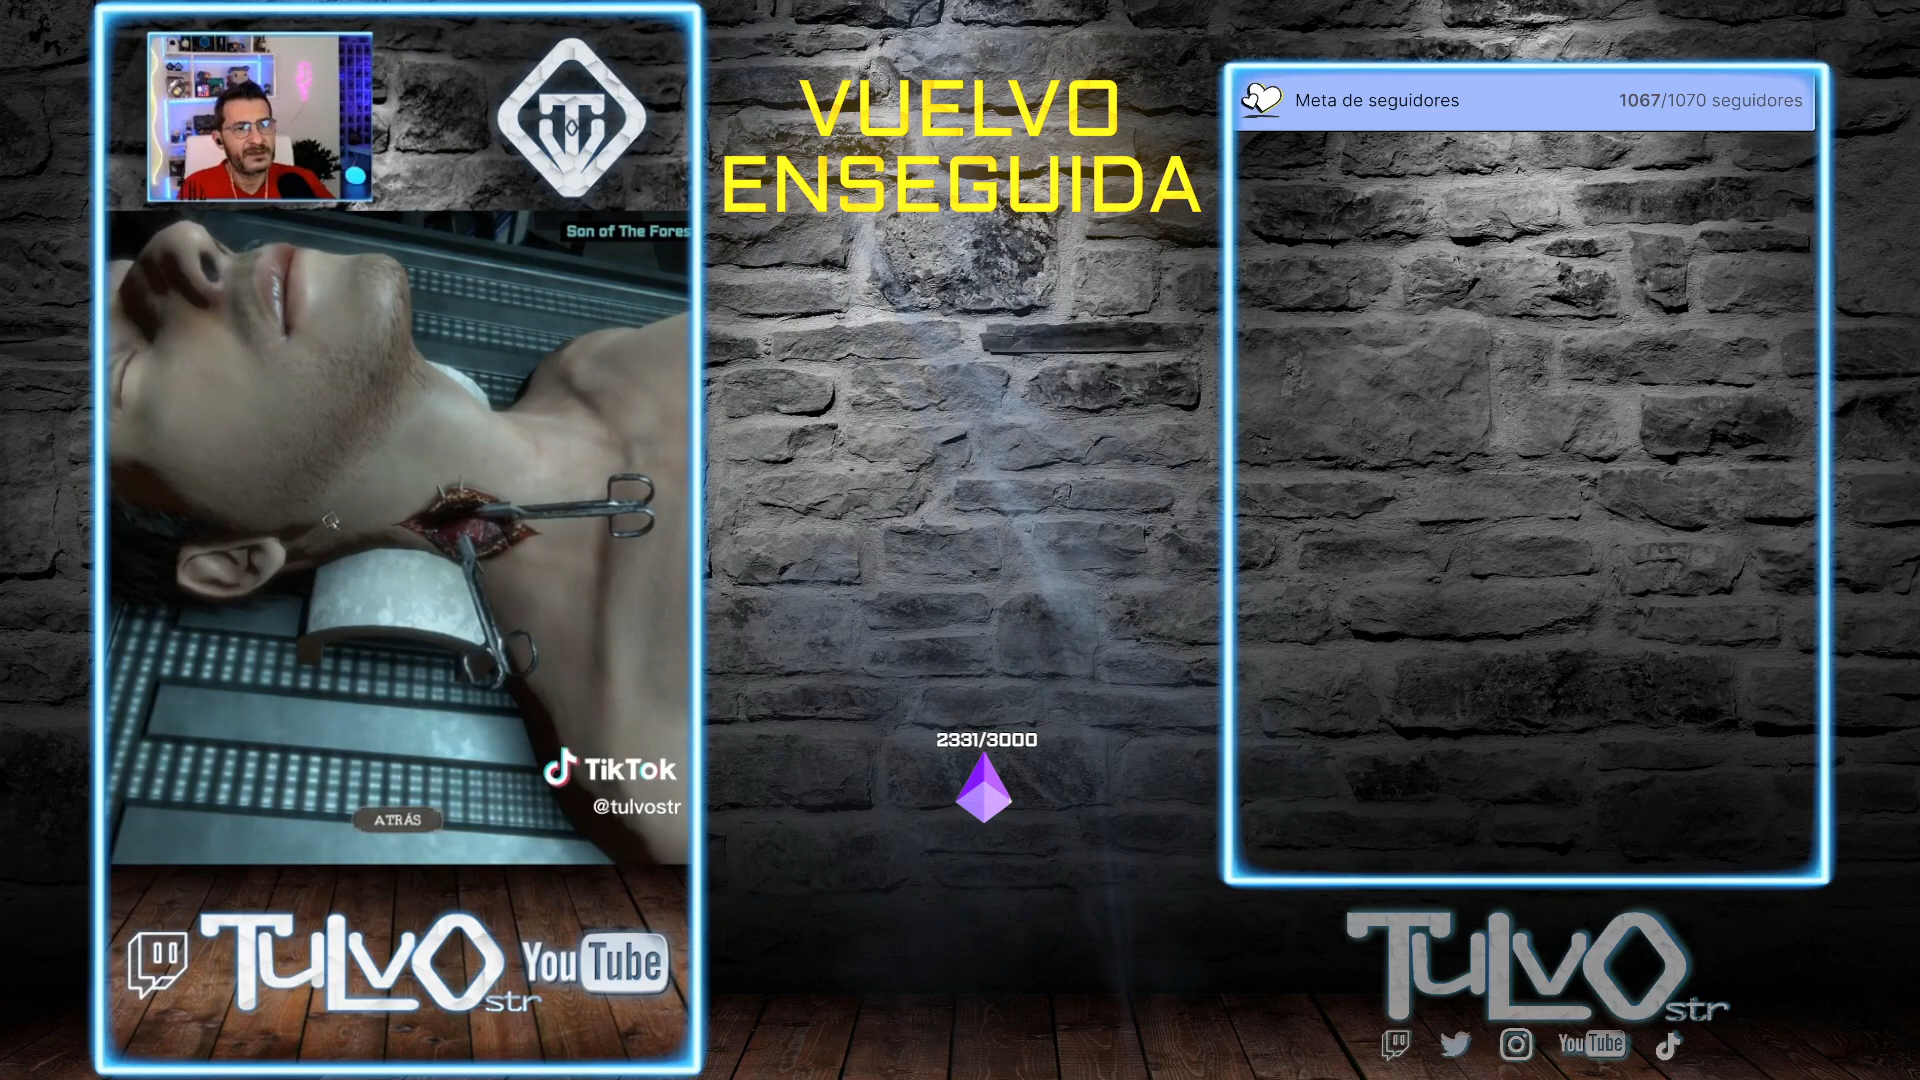 VUELVO
ENSEGUIDA
Meta de seguidores
1067/1070 seguidores
Son of The Fores
2331/3000
TikTok
@tulvostr
ATRÁS
TuLvO str
YouTube
TuLvO str
YouTube